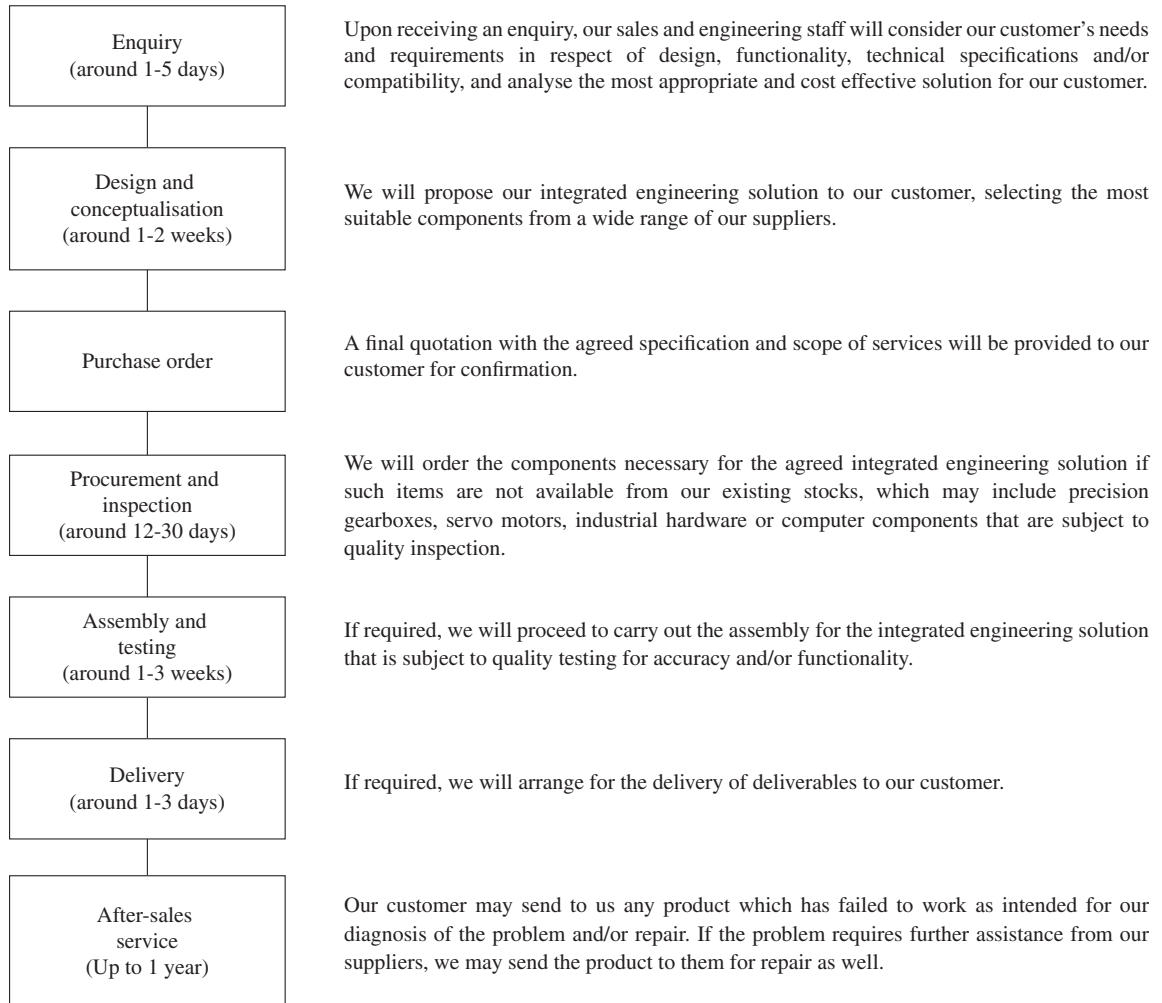 Enquiry
(around 1-5 days)
Upon receiving an enquiry, our sales and engineering staff will consider our customer's needs
and requirements in respect of design, functionality, technical specifications and/or
compatibility, and analyse the most appropriate and cost effective solution for our customer.
Design and
conceptualisation
(around 1-2 weeks)
We will propose our integrated engineering solution to our customer, selecting the most
suitable components from a wide range of our suppliers.
Purchase order
A final quotation with the agreed specification and scope of services will be provided to our
customer for confirmation.
Procurement and
inspection
(around 12-30 days)
We will order the components necessary for the agreed integrated engineering solution if
such items are not available from our existing stocks, which may include precision
gearboxes, servo motors, industrial hardware or computer components that are subject to
quality inspection.
Assembly and
testing
(around 1-3 weeks)
If required, we will proceed to carry out the assembly for the integrated engineering solution
that is subject to quality testing for accuracy and/or functionality.
Delivery
(around 1-3 days)
If required, we will arrange for the delivery of deliverables to our customer.
After-sales
service
(Up to 1 year)
Our customer may send to us any product which has failed to work as intended for our
diagnosis of the problem and/or repair. If the problem requires further assistance from our
suppliers, we may send the product to them for repair as well.